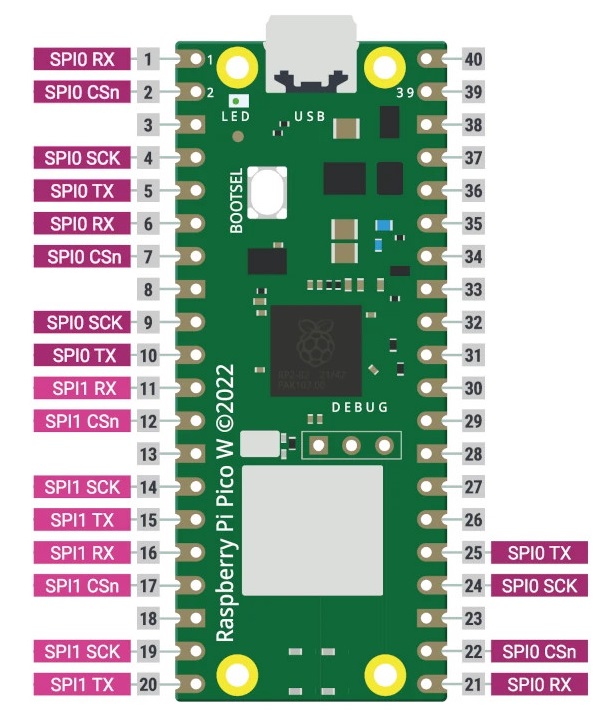 SPI0 RX 1 1 40
SPI0 CSn 2 2 39 39
LED USB
3 38
SPI0 SCK 4 37
SPI0 TX 5 36
BOOTSEL
SPI0 RX 6 35
SPI0 CSn 7 34
8 33
SPI0 SCK 9 32
SPI0 TX 10 31
SPI1 RX 11 30
DEBUG
SPI1 CSn 12 29
13 28
SPI1 SCK 14 27
SPI1 TX 15 26
SPI1 RX 16 25 SPI0 TX
SPI1 CSn 17 24 SPI0 SCK
Raspberry Pi Pico W ©2022
18 23
SPI1 SCK 19 22 SPI0 CSn
SPI1 TX 20 21 SPI0 RX